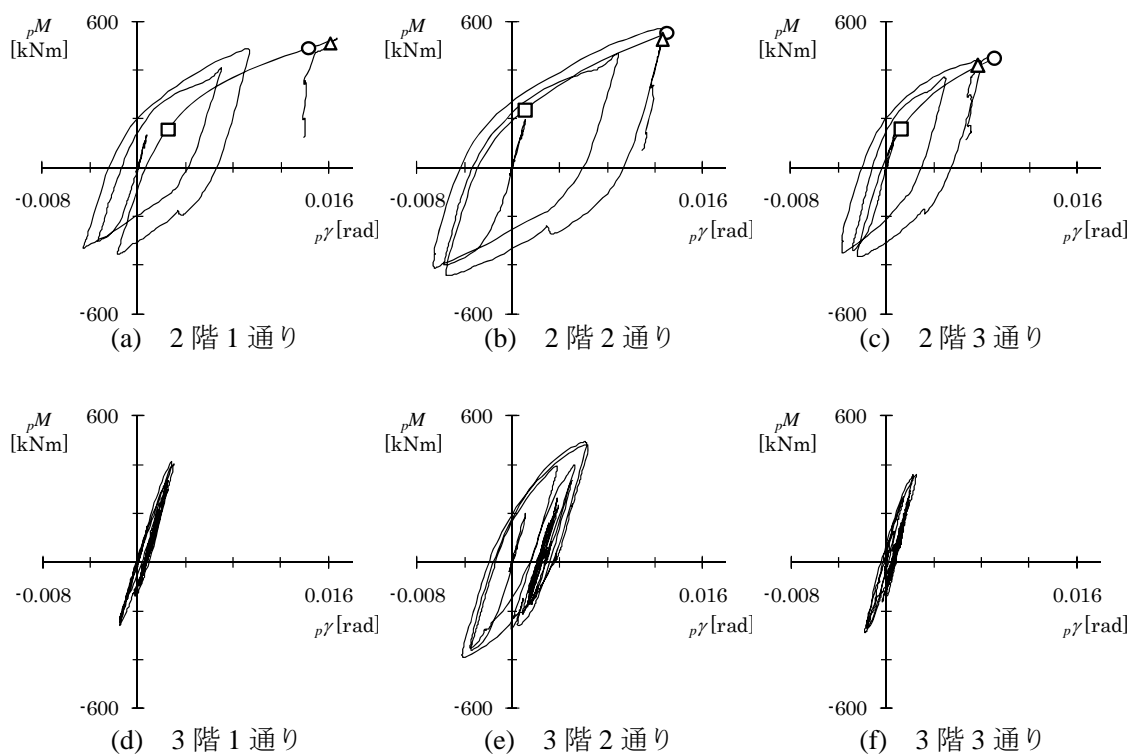 pM
[kNm]
600
-0.008
0.016
pγ[rad]
-600
(a) 2 階 1 通り
pM
[kNm]
600
-0.008
0.016
pγ[rad]
-600
(b) 2 階 2 通り
pM
[kNm]
600
-0.008
0.016
pγ[rad]
-600
(c) 2 階 3 通り
pM
[kNm]
600
-0.008
0.016
pγ[rad]
-600
(d) 3 階 1 通り
pM
[kNm]
600
-0.008
0.016
pγ[rad]
-600
(e) 3 階 2 通り
pM
[kNm]
600
-0.008
0.016
pγ[rad]
-600
(f) 3 階 3 通り